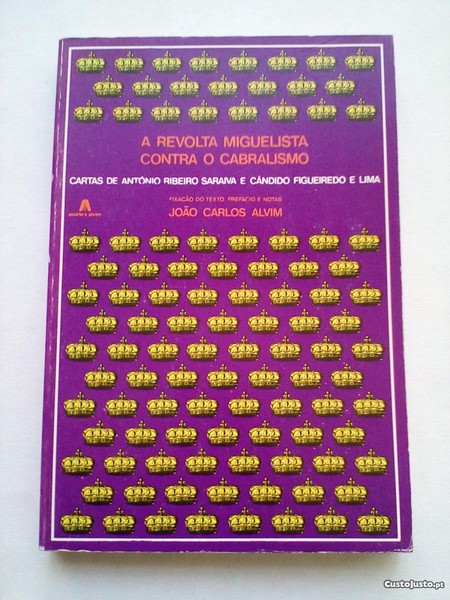 A REVOLTA MIGUELISTA
CONTRA O CABRALISMO
CARTAS DE ANTÓNIO RIBEIRO SARAIVA E CÂNDIDO FIGUEIREDO E LIMA
FIXAÇÃO DO TEXTO, PREFÁCIO E NOTAS
JOÃO CARLOS ALVIM
CustoJusto.pt